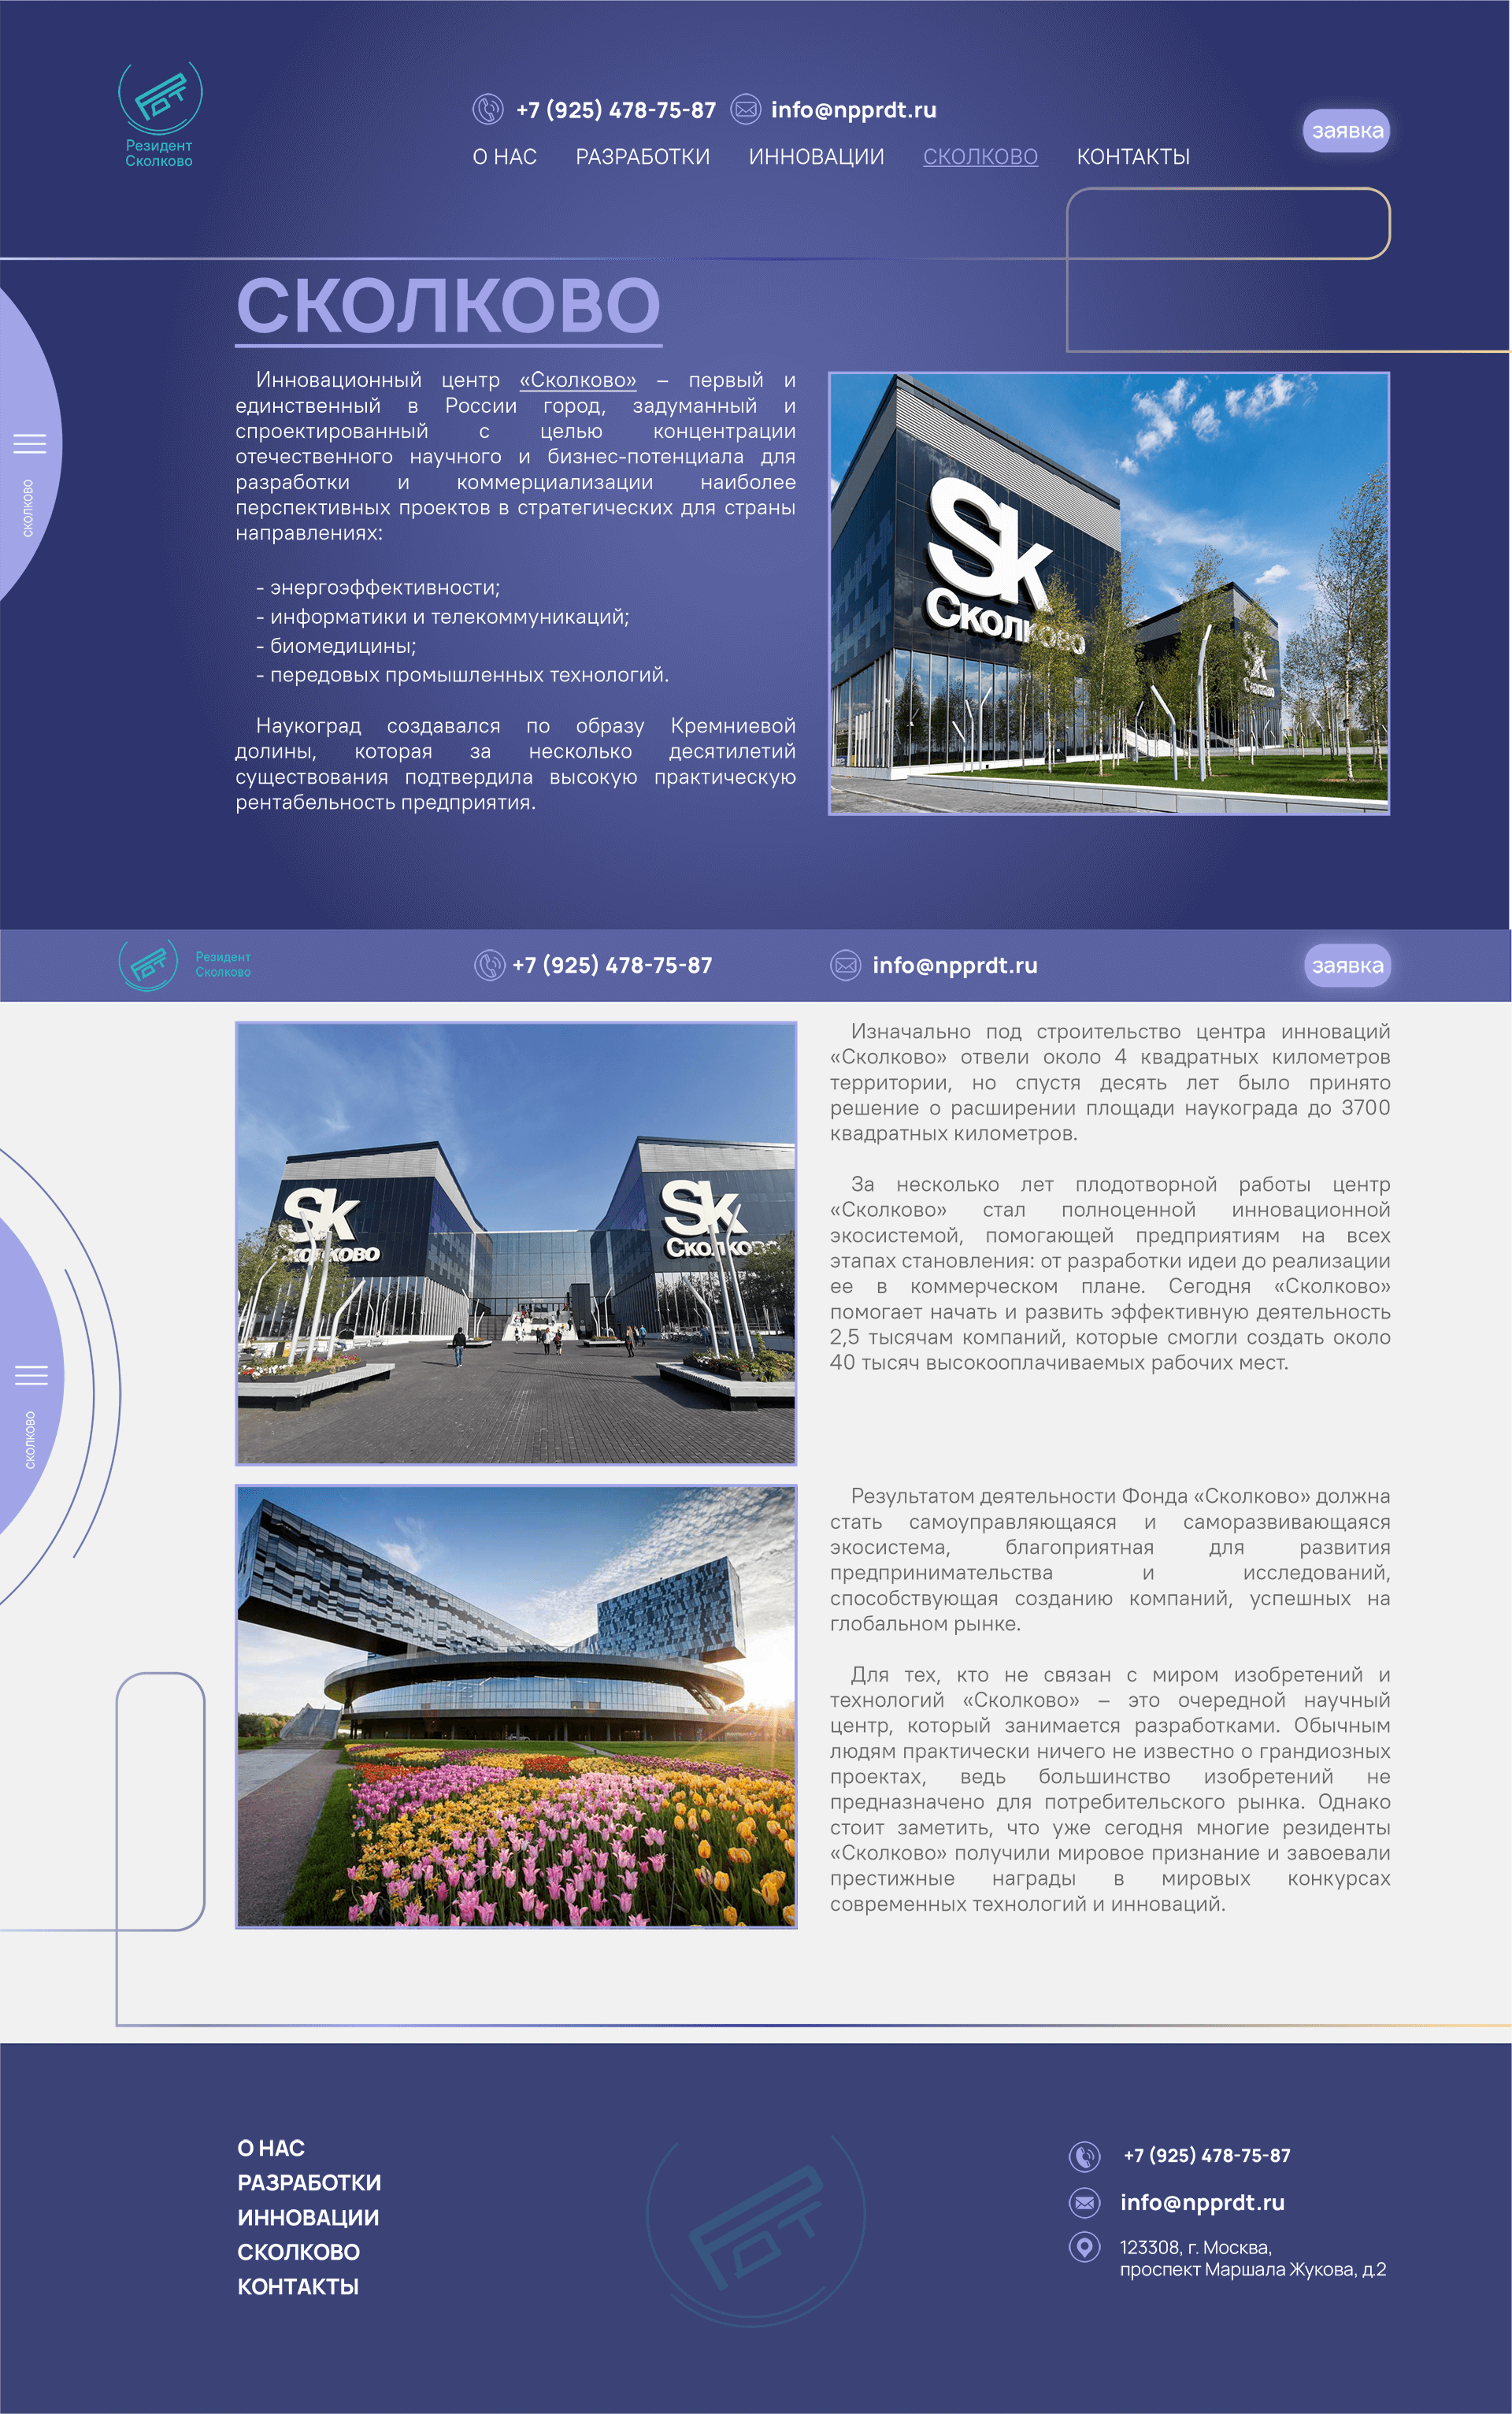 Резидент
Сколково
+7 (925) 478-75-87 info@npprdt.ru
О НАС РАЗРАБОТКИ ИННОВАЦИИ СКОЛКОВО КОНТАКТЫ
заявка
СКОЛКОВО
СКОЛКОВО
Инновационный центр «Сколково» – первый и
единственный в России город, задуманный и
спроектированный с целью концентрации
отечественного научного и бизнес-потенциала для
разработки и коммерциализации наиболее
перспективных проектов в стратегических для страны
направлениях:
- энергоэффективности;
- информатики и телекоммуникаций;
- биомедицины;
- передовых промышленных технологий.
Наукоград создавался по образу Кремниевой
долины, которая за несколько десятилетий
существования подтвердила высокую практическую
рентабельность предприятия.
Sk
Сколково
Sk
Сколково
Резидент
Сколково
+7 (925) 478-75-87
info@npprdt.ru
заявка
Sk
Сколково
Sk
Сколково
Изначально под строительство центра инноваций
«Сколково» отвели около 4 квадратных километров
территории, но спустя десять лет было принято
решение о расширении площади наукограда до 3700
квадратных километров.
За несколько лет плодотворной работы центр
«Сколково» стал полноценной инновационной
экосистемой, помогающей предприятиям на всех
этапах становления: от разработки идеи до реализации
ее в коммерческом плане. Сегодня «Сколково»
помогает начать и развить эффективную деятельность
2,5 тысячам компаний, которые смогли создать около
40 тысяч высокооплачиваемых рабочих мест.
СКОЛКОВО
Результатом деятельности Фонда «Сколково» должна
стать самоуправляющаяся и саморазвивающаяся
экосистема, благоприятная для развития
предпринимательства и исследований,
способствующая созданию компаний, успешных на
глобальном рынке.
Для тех, кто не связан с миром изобретений и
технологий «Сколково» – это очередной научный
центр, который занимается разработками. Обычным
людям практически ничего не известно о грандиозных
проектах, ведь большинство изобретений не
предназначено для потребительского рынка. Однако
стоит заметить, что уже сегодня многие резиденты
«Сколково» получили мировое признание и завоевали
престижные награды в мировых конкурсах
современных технологий и инноваций.
О НАС
РАЗРАБОТКИ
ИННОВАЦИИ
СКОЛКОВО
КОНТАКТЫ
+7 (925) 478-75-87
info@npprdt.ru
123308, г. Москва,
проспект Маршала Жукова, д.2